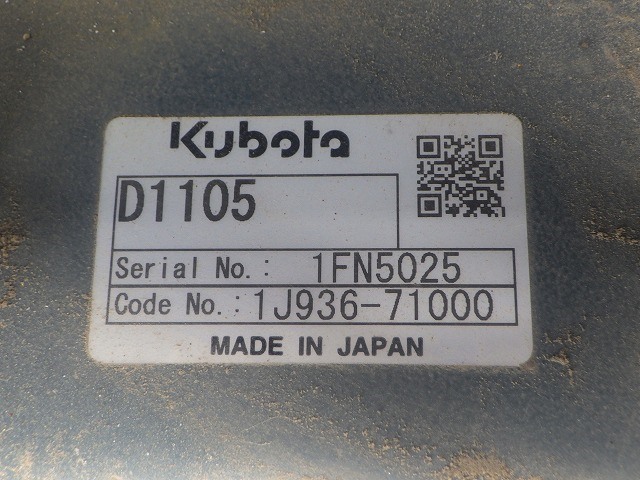 Kubota
D1105
Serial No.: 1FN5025
Code No.: 1J936-71000
MADE IN JAPAN